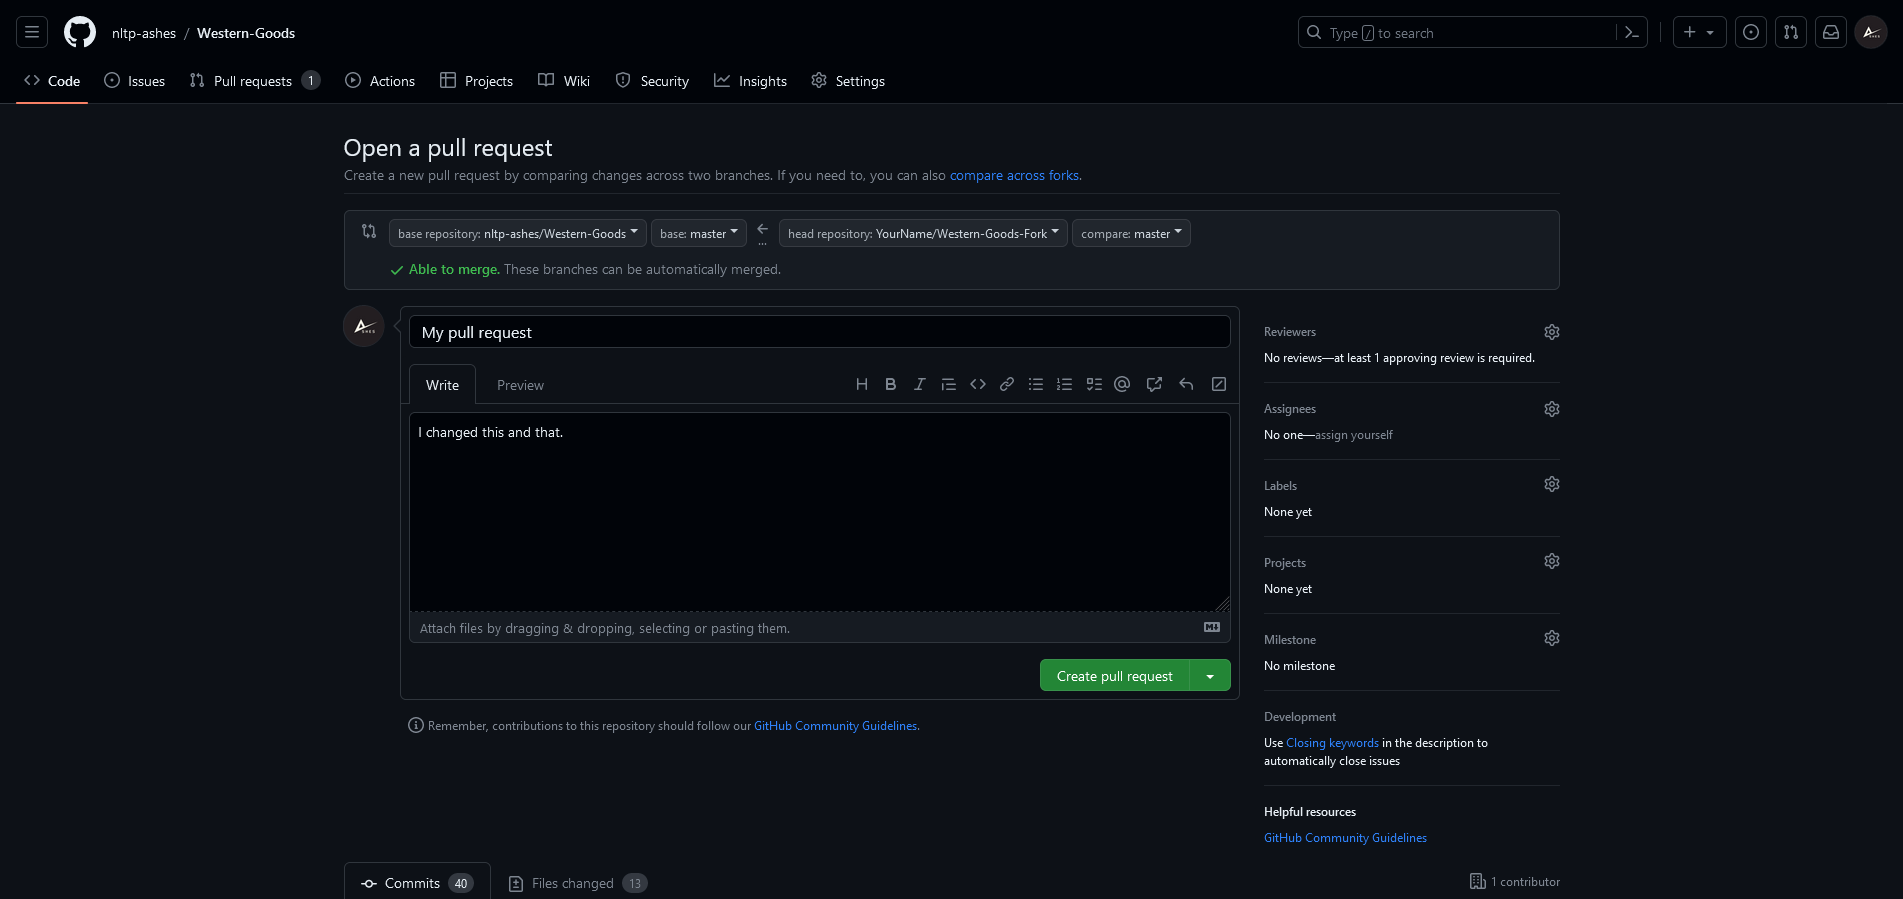 nltp-ashes / Western-Goods
Type / to search
Code Issues Pull requests 1 Actions Projects Wiki Security Insights Settings
Open a pull request
Create a new pull request by comparing changes across two branches. If you need to, you can also compare across forks.
base repository: nltp-ashes/Western-Goods base: master ... head repository: YourName/Western-Goods-Fork compare: master
Able to merge. These branches can be automatically merged.
My pull request
Write Preview
I changed this and that.
Attach files by dragging & dropping, selecting or pasting them.
Create pull request
Remember, contributions to this repository should follow our GitHub Community Guidelines.
Reviewers
No reviews—at least 1 approving review is required.
Assignees
No one—assign yourself
Labels
None yet
Projects
None yet
Milestone
No milestone
Development
Use Closing keywords in the description to
automatically close issues
Helpful resources
GitHub Community Guidelines
Commits 40 Files changed 13
1 contributor